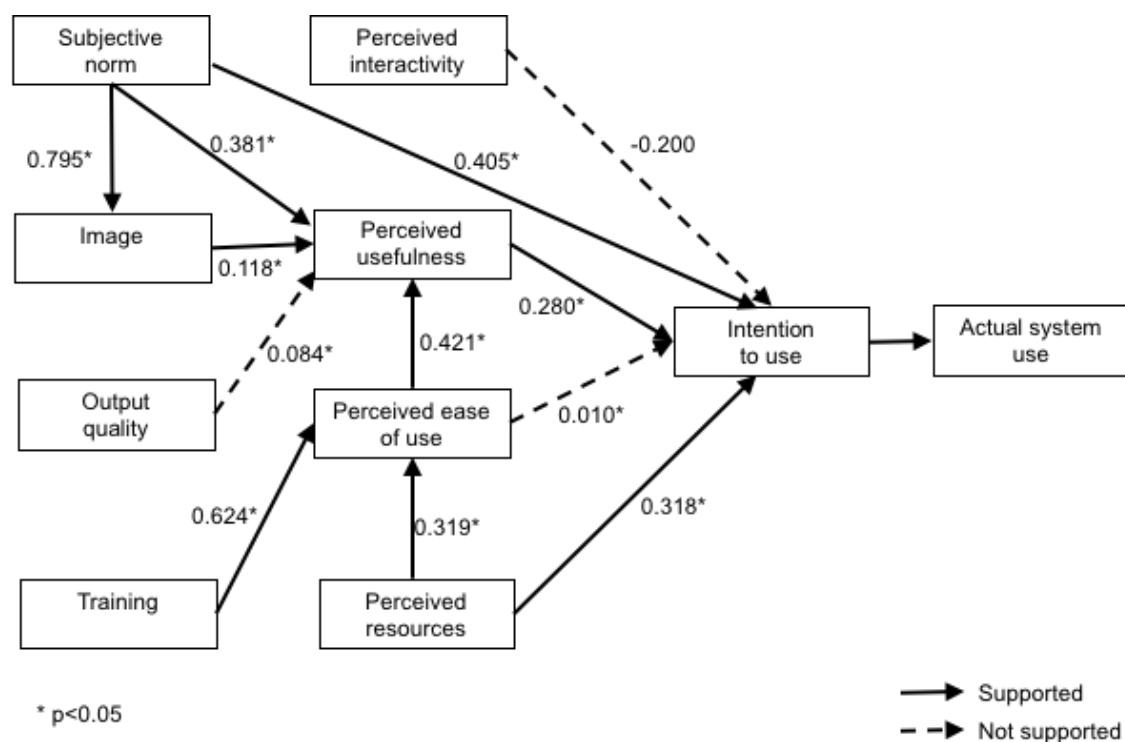 Subjective
norm
Perceived
interactivity
0.795*
0.381*
0.405*
-0.200
Image
0.118*
Perceived
usefulness
0.280*
Intention
to use
Actual system
use
0.084*
0.421*
Output
quality
Perceived ease
of use
0.010*
0.624*
0.319*
0.318*
Training
Perceived
resources
* p<0.05
Supported
Not supported